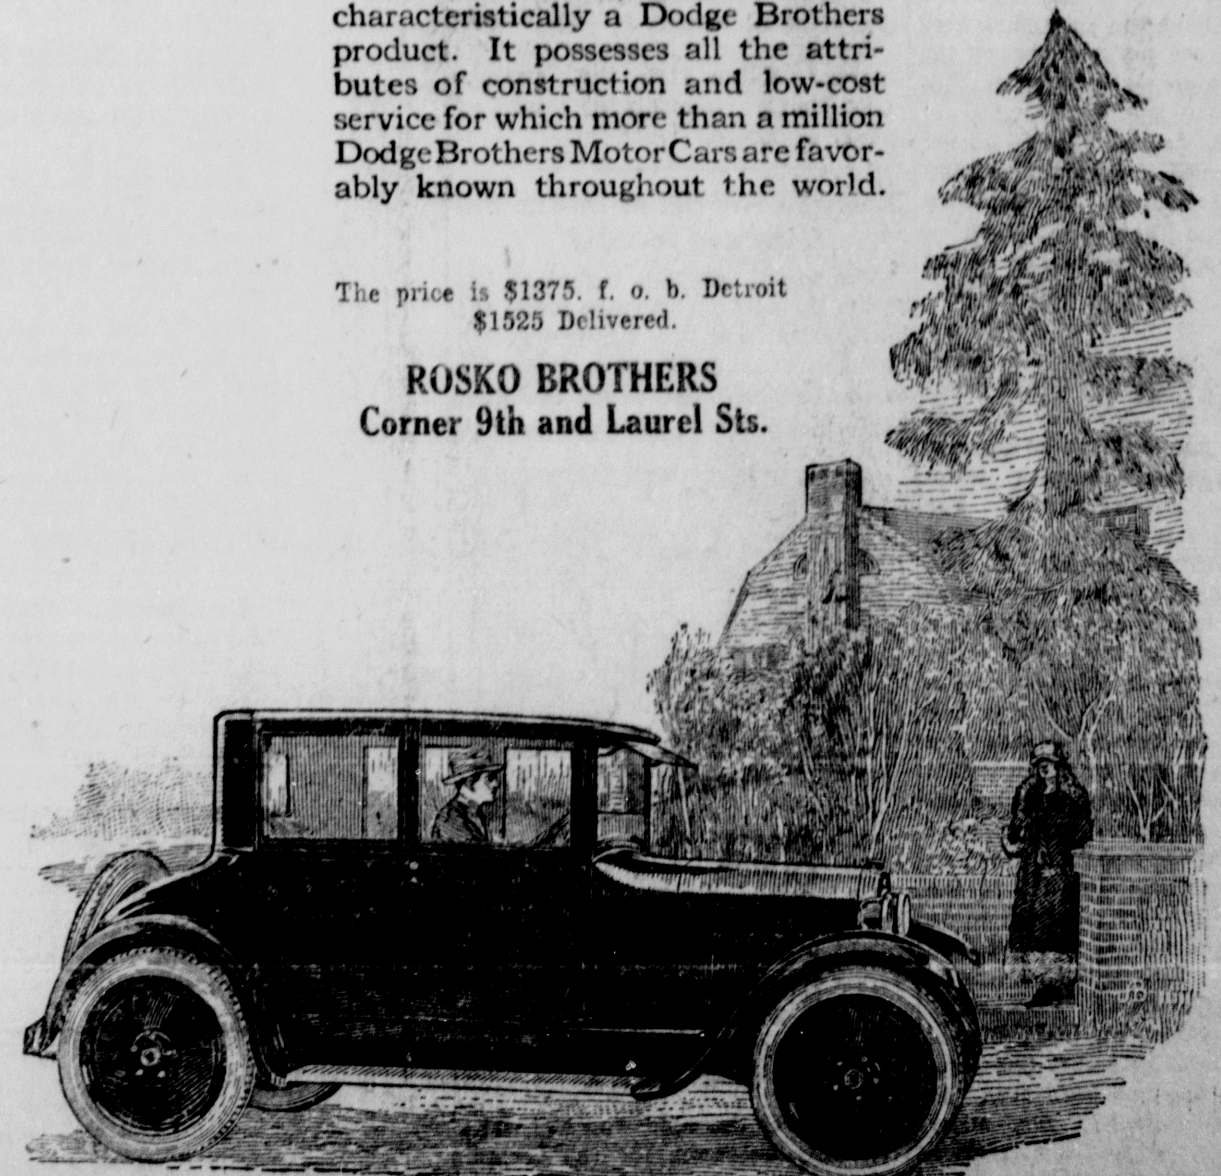 characteristically a Dodge Brothers
product. It possesses all the attri-
butes of construction and low-cost
service for which more than a million
Dodge Brothers Motor Cars are favor-
ably known throughout the world.
The price is $1375. f. o. b. Detroit
$1525 Delivered.
ROSKO BROTHERS
Corner 9th and Laurel Sts.